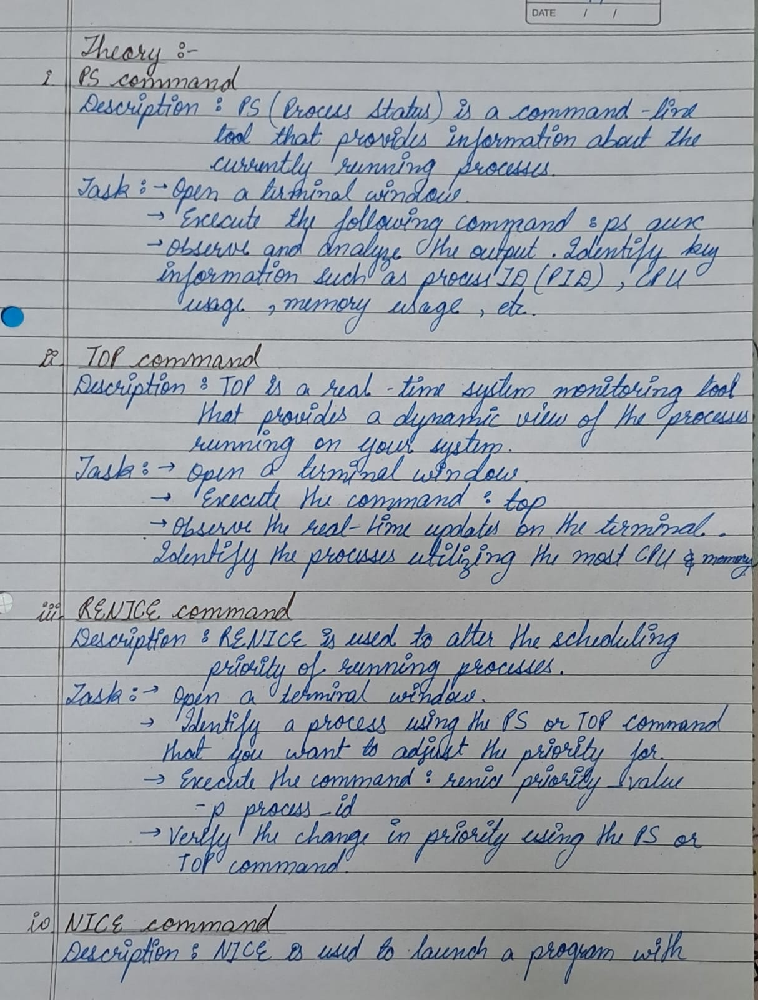 DATE / /
Theory :-
i. PS command
Description : PS (Process Status) is a command-line
tool that provides information about the
currently running processes.
Task : → Open a terminal window.
→ Execute the following command : ps aux
→ Observe and analyze the output. Identify key
information such as process ID (PID), CPU
usage, memory usage, etc.
ii. TOP command
Description : TOP is a real-time system monitoring tool
that provides a dynamic view of the processes
running on your system.
Task : → Open a terminal window.
→ Execute the command : top
→ Observe the real-time updates on the terminal.
Identify the processes utilizing the most CPU & memory
iii. RENICE command
Description : RENICE is used to alter the scheduling
priority of running processes.
Task : → Open a terminal window.
→ Identify a process using the PS or TOP command
that you want to adjust the priority for.
→ Execute the command : renice priority_value
-p process_id
→ Verify the change in priority using the PS or
TOP command.
iv. NICE command
Description : NICE is used to launch a program with